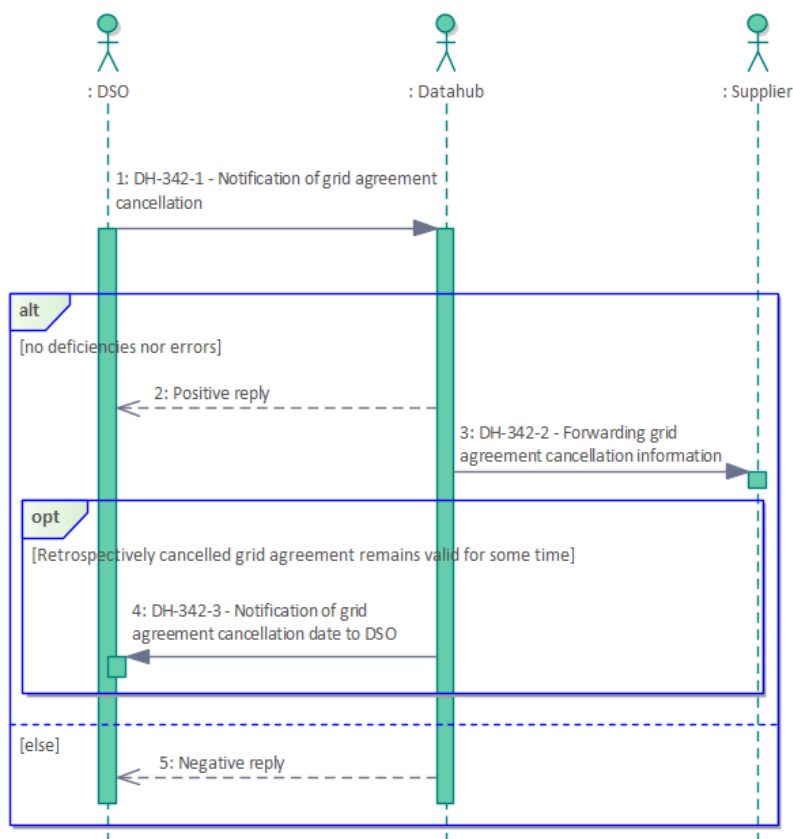 : DSO
: Datahub
: Supplier
1: DH-342-1 - Notification of grid agreement
cancellation
alt
[no deficiencies nor errors]
2: Positive reply
3: DH-342-2 - Forwarding grid
agreement cancellation information
opt
[Retrospectively cancelled grid agreement remains valid for some time]
4: DH-342-3 - Notification of grid
agreement cancellation date to DSO
[else]
5: Negative reply